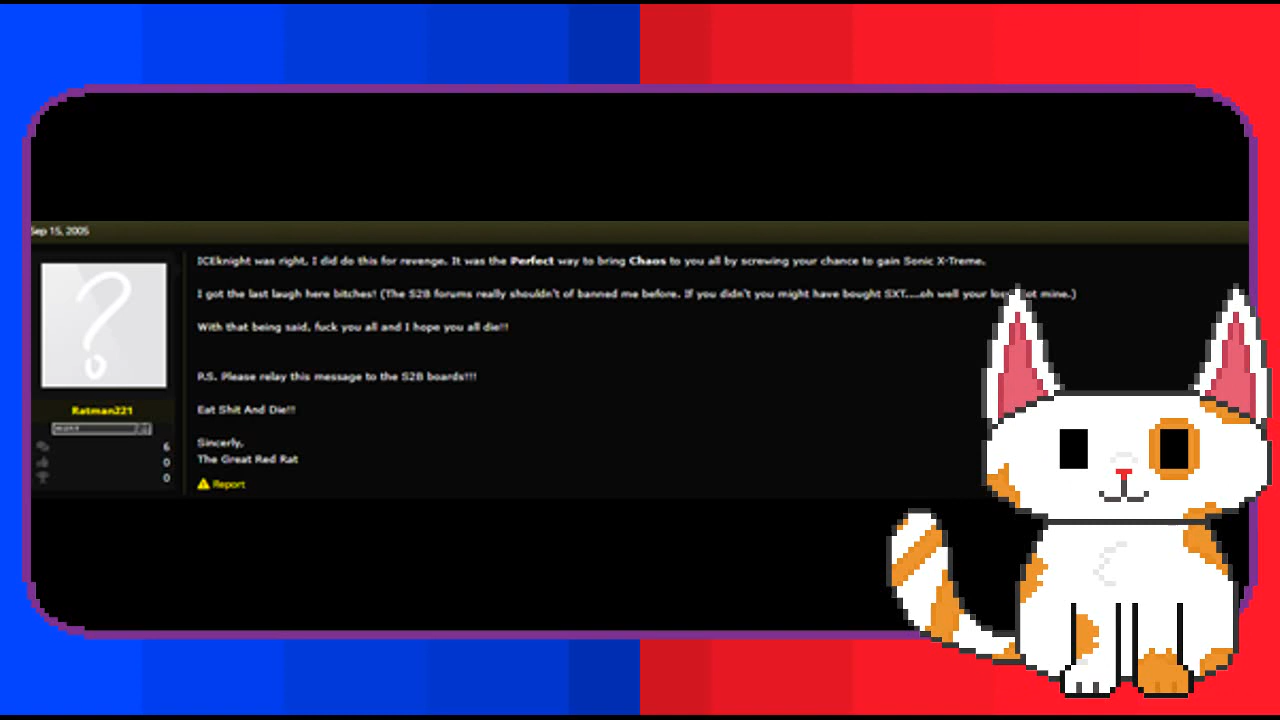 Sep 15, 2005
ICEknight was right, I did do this for revenge. It was the Perfect way to bring Chaos to you all by screwing your chance to gain Sonic X-Treme.
I got the last laugh here bitches! (The S2B forums really shouldn't of banned me before. If you didn't you might have bought SXT....oh well your loss not mine.)
With that being said, fuck you all and I hope you all die!!!
P.S. Please relay this message to the S2B boards!!!
Eat Shit And Die!!!
Sincerly,
The Great Red Rat
Report
Ratman221
6
0
0